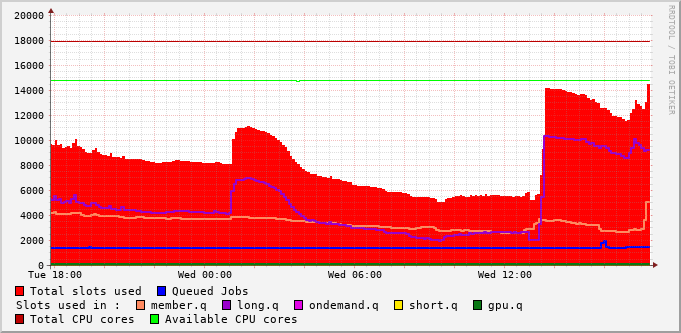 20000
18000
16000
14000
12000
10000
8000
6000
4000
2000
0
Tue 18:00 Wed 00:00 Wed 06:00 Wed 12:00
Total slots used Queued Jobs
Slots used in : member.q long.q ondemand.q short.q gpu.q
Total CPU cores Available CPU cores
RRDTOOL / TOBI OETIKER